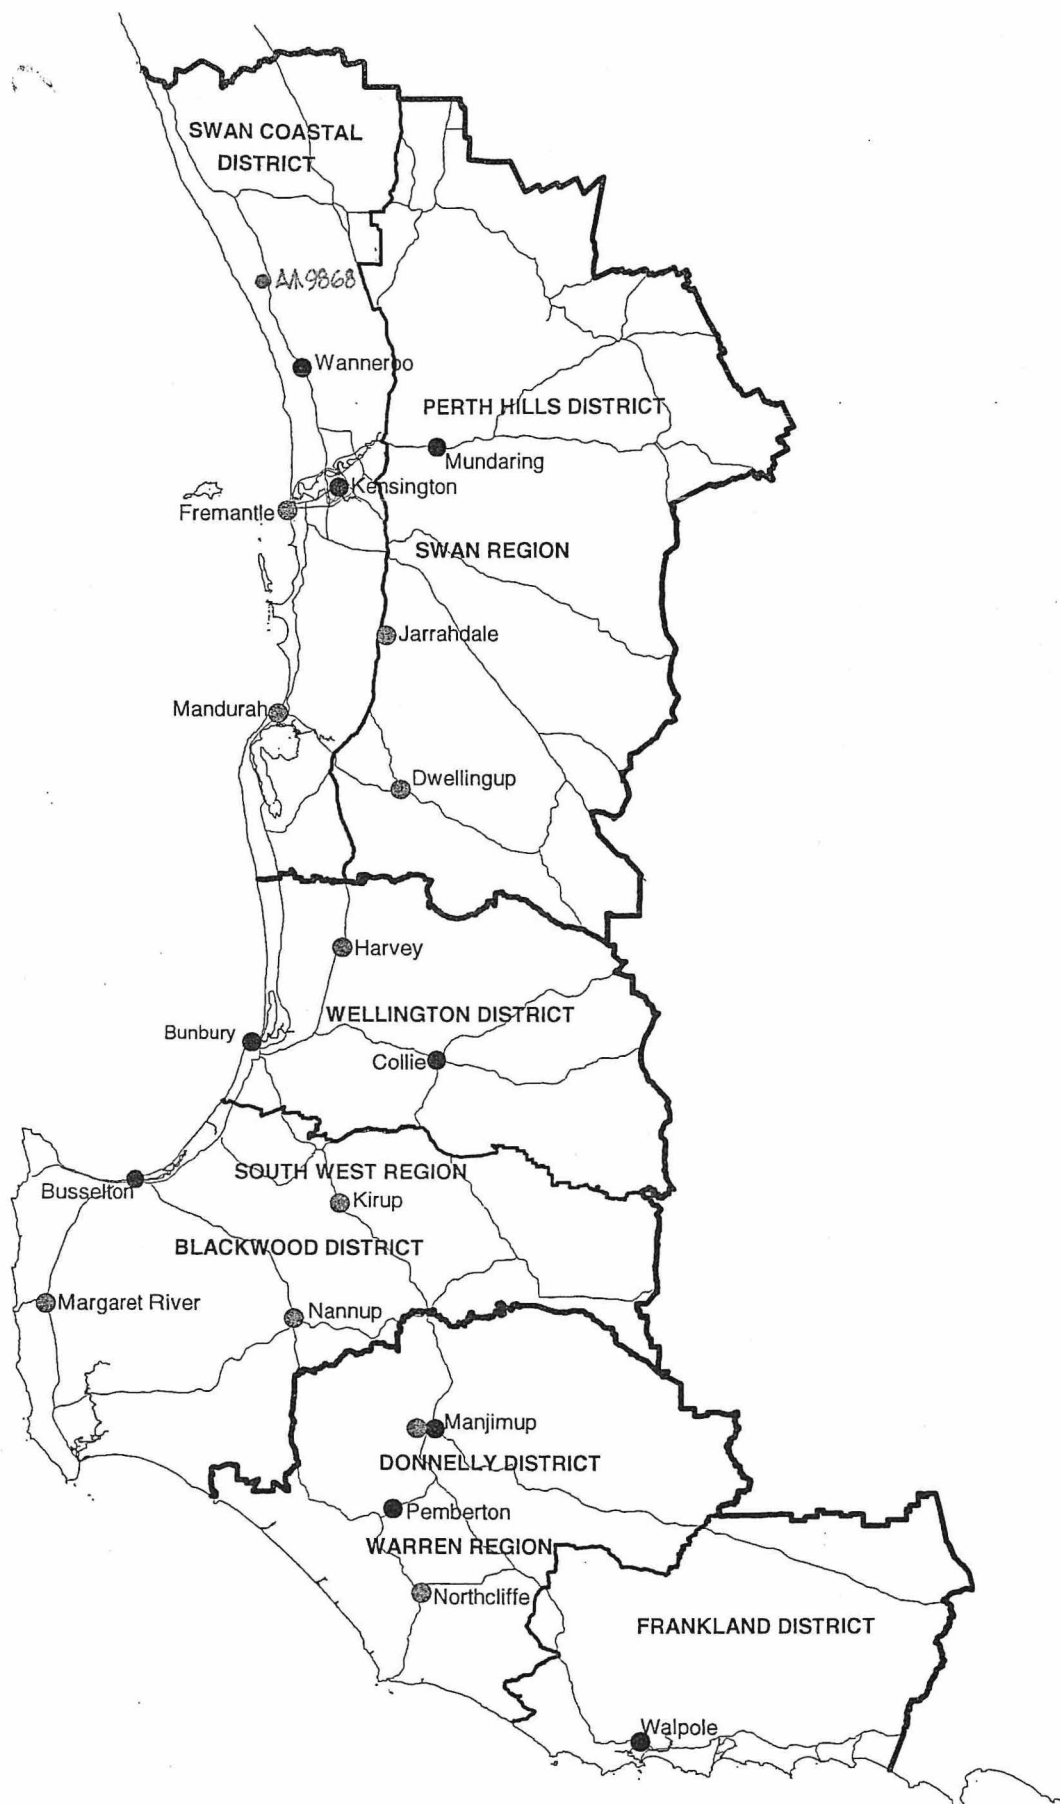 SWAN COASTAL
DISTRICT
Wanneroo
PERTH HILLS DISTRICT
Mundaring
Kensington
Fremantle
SWAN REGION
Jarrahdale
Mandurah
Dwellingup
Harvey
WELLINGTON DISTRICT
Bunbury
Collie
SOUTH WEST REGION
Busselton
Kirup
BLACKWOOD DISTRICT
Margaret River
Nannup
Manjimup
DONNELLY DISTRICT
Pemberton
WARREN REGION
Northcliffe
FRANKLAND DISTRICT
Walpole